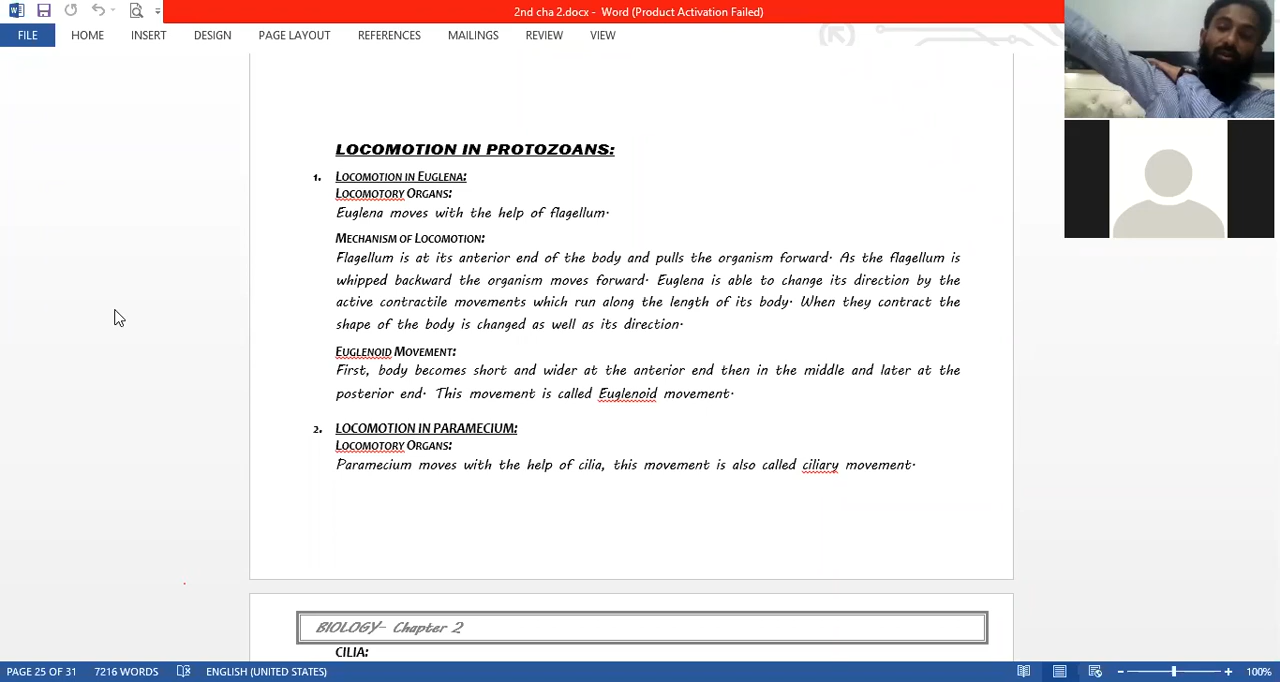 2nd cha 2.docx - Word (Product Activation Failed)
FILE HOME INSERT DESIGN PAGE LAYOUT REFERENCES MAILINGS REVIEW VIEW
LOCOMOTION IN PROTOZOANS:
1. LOCOMOTION IN EUGLENA:
LOCOMOTORY ORGANS:
Euglena moves with the help of flagellum.
MECHANISM OF LOCOMOTION:
Flagellum is at its anterior end of the body and pulls the organism forward. As the flagellum is
whipped backward the organism moves forward. Euglena is able to change its direction by the
active contractile movements which run along the length of its body. When they contract the
shape of the body is changed as well as its direction.
EUGLENOID MOVEMENT:
First, body becomes short and wider at the anterior end then in the middle and later at the
posterior end. This movement is called Euglenoid movement.
2. LOCOMOTION IN PARAMECIUM:
LOCOMOTORY ORGANS:
Paramecium moves with the help of cilia, this movement is also called ciliary movement.
BIOLOGY- Chapter 2
CILIA:
PAGE 25 OF 31 7216 WORDS ENGLISH (UNITED STATES) 100%